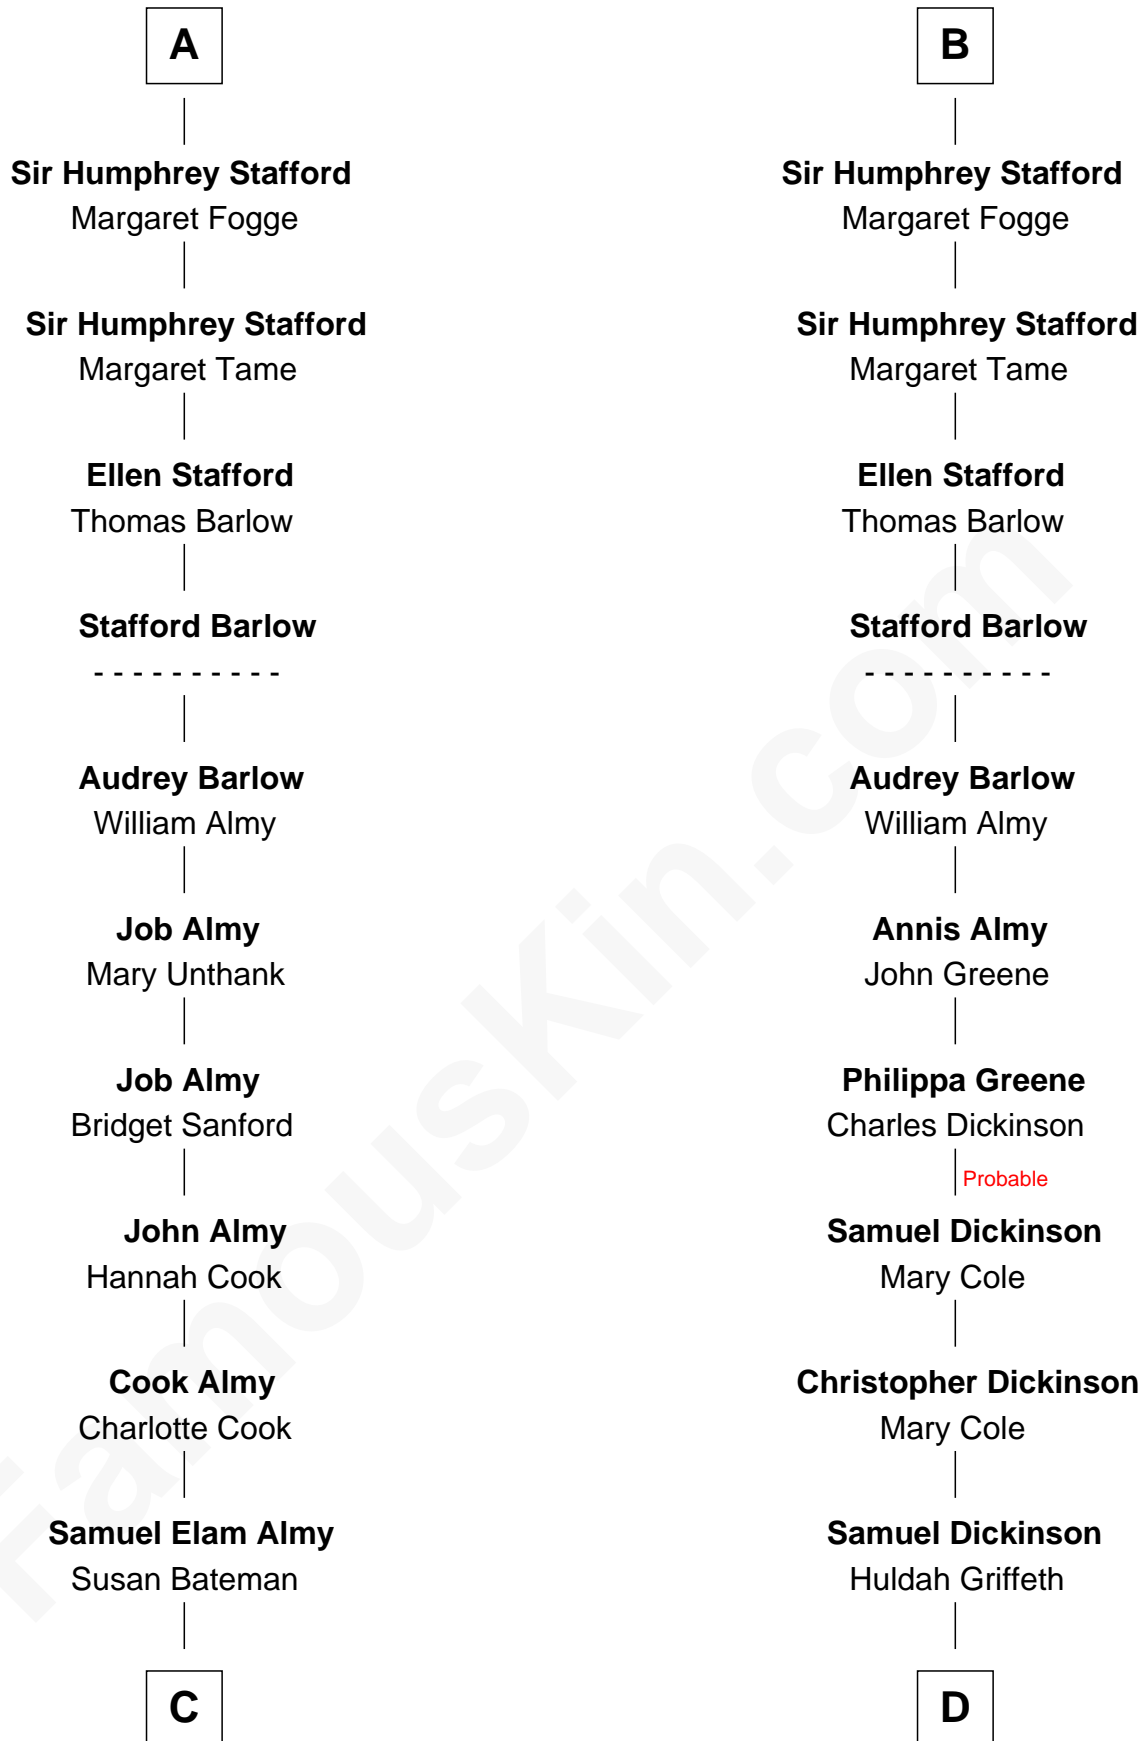 A
Sir Humphrey Stafford
Margaret Fogge
Sir Humphrey Stafford
Margaret Tame
Ellen Stafford
Thomas Barlow
Stafford Barlow
- - - - - - - - - -
Audrey Barlow
William Almy
Job Almy
Mary Unthank
Job Almy
Bridget Sanford
John Almy
Hannah Cook
Cook Almy
Charlotte Cook
Samuel Elam Almy
Susan Bateman
C
B
Sir Humphrey Stafford
Margaret Fogge
Sir Humphrey Stafford
Margaret Tame
Ellen Stafford
Thomas Barlow
Stafford Barlow
- - - - - - - - - -
Audrey Barlow
William Almy
Annis Almy
John Greene
Philippa Greene
Charles Dickinson
Probable
Samuel Dickinson
Mary Cole
Christopher Dickinson
Mary Cole
Samuel Dickinson
Huldah Griffeth
D
FamousKin.com